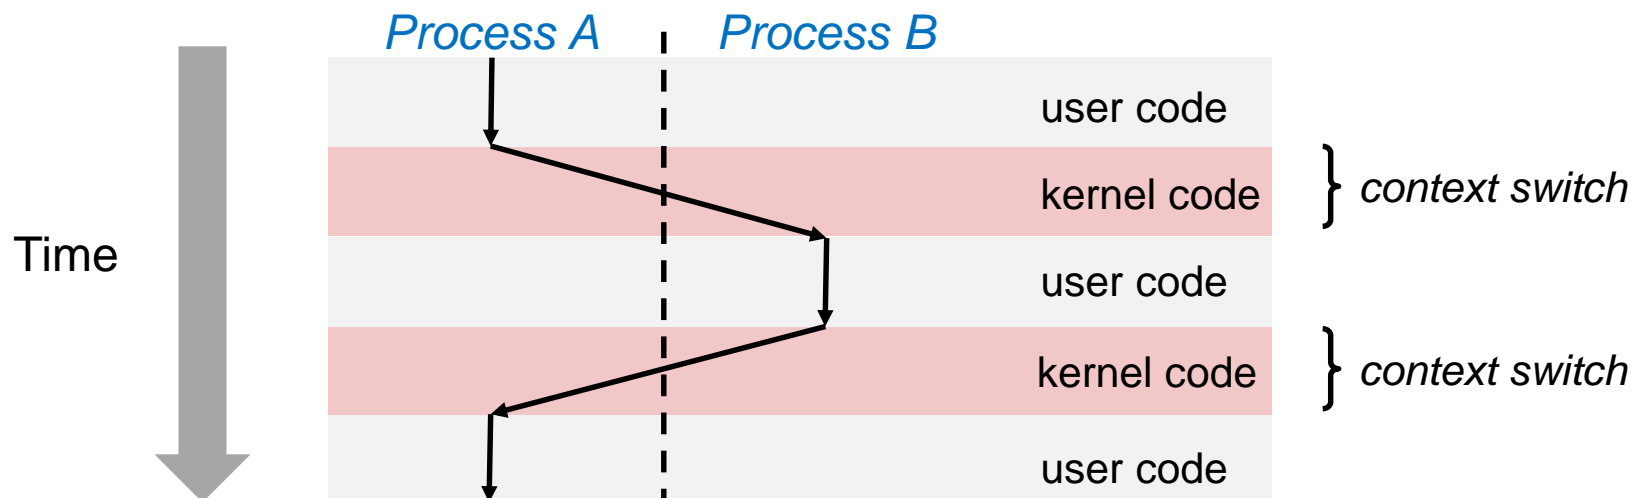 Process A Process B
user code
kernel code
context switch
Time
user code
kernel code
context switch
user code